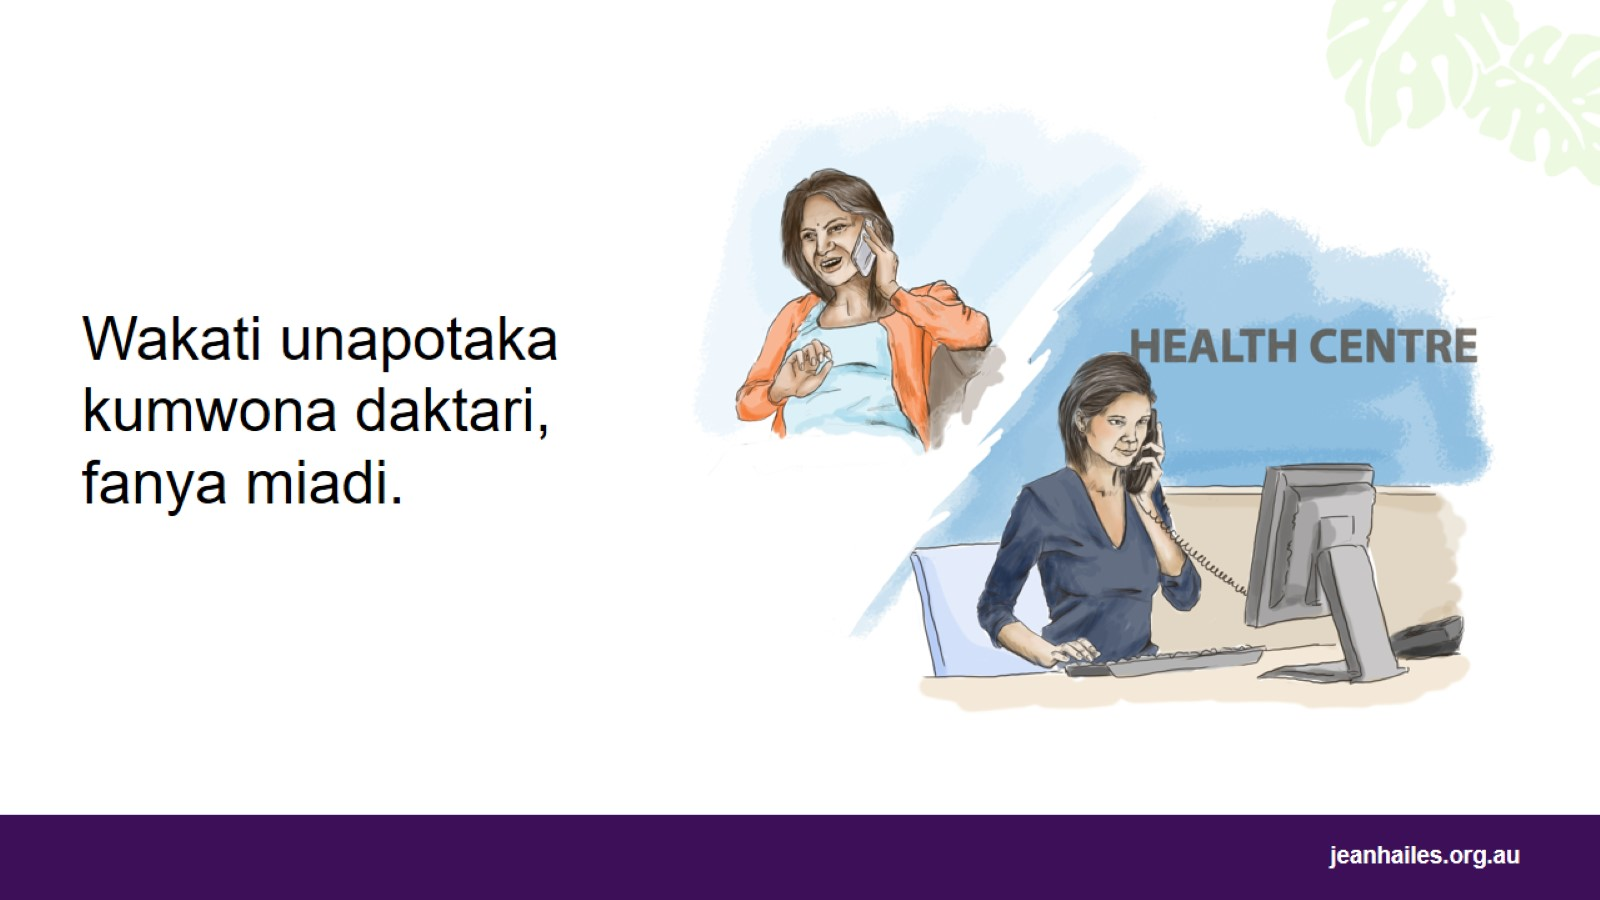 Wakati unapotaka
kumwona daktari,
fanya miadi.
HEALTH CENTRE
jeanhailes.org.au